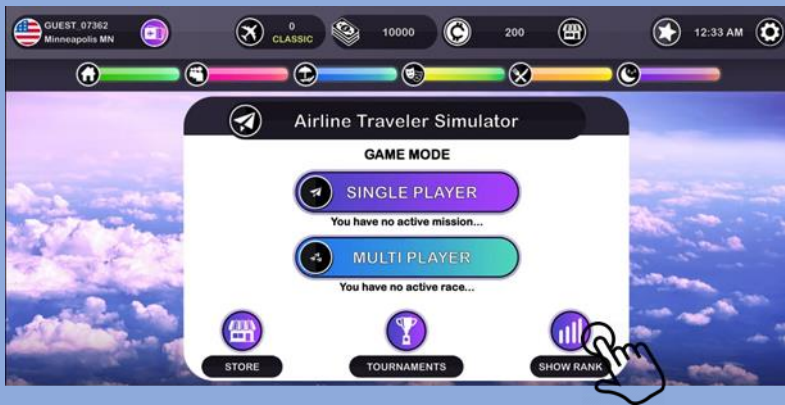 GUEST_07362
Minneapolis MN
0
CLASSIC
10000
200
12:33 AM
Airline Traveler Simulator
GAME MODE
SINGLE PLAYER
You have no active mission...
MULTI PLAYER
You have no active race...
STORE
TOURNAMENTS
SHOW RANK